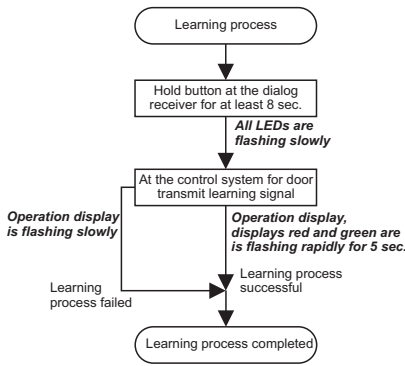 Learning process
Hold button at the dialog
receiver for at least 8 sec.
All LEDs are
flashing slowly
At the control system for door
transmit learning signal
Operation display
is flashing slowly
Operation display,
displays red and green are
is flashing rapidly for 5 sec.
Learning process
successful
Learning
process failed
Learning process completed